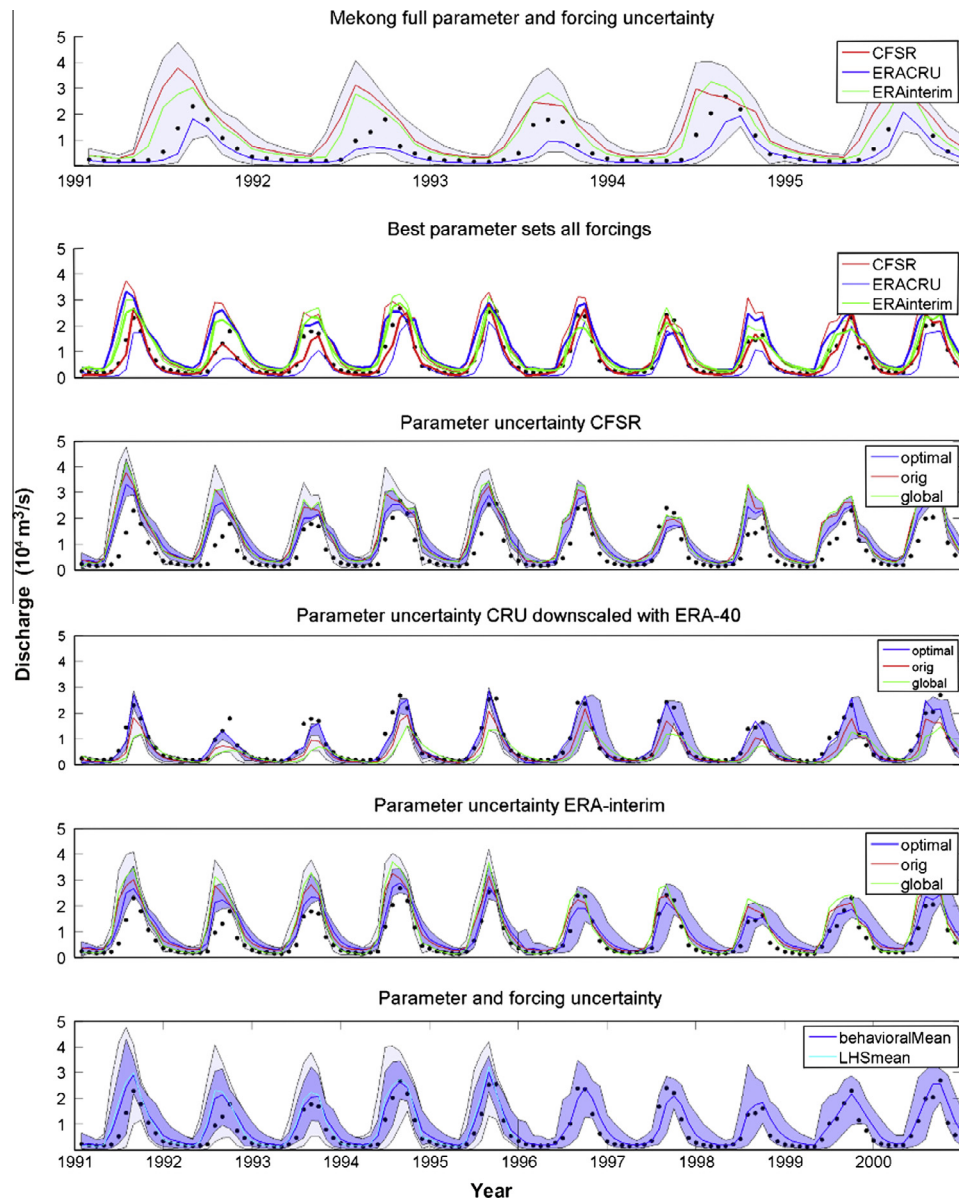 Mekong full parameter and forcing uncertainty
5
4
3
2
1
CFSR
ERACRU
ERAinterim
1991 1992 1993 1994 1995
Best parameter sets all forcings
5
4
3
2
1
0
CFSR
ERACRU
ERAinterim
Parameter uncertainty CFSR
5
4
3
2
1
0
optimal
orig
global
Discharge (10⁴ m³/s)
Parameter uncertainty CRU downscaled with ERA-40
5
4
3
2
1
0
optimal
orig
global
Parameter uncertainty ERA-interim
5
4
3
2
1
0
optimal
orig
global
Parameter and forcing uncertainty
5
4
3
2
1
behavioralMean
LHSmean
1991 1992 1993 1994 1995 1996 1997 1998 1999 2000
Year